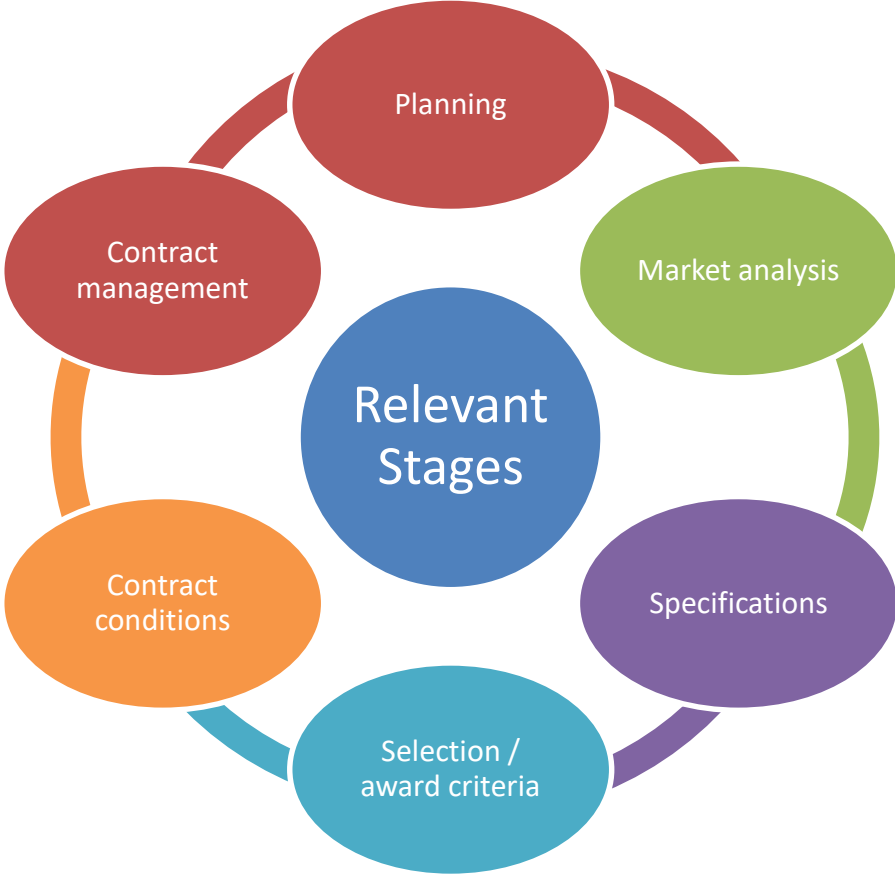 Planning
Market analysis
Specifications
Selection /
award criteria
Contract
conditions
Contract
management
Relevant
Stages